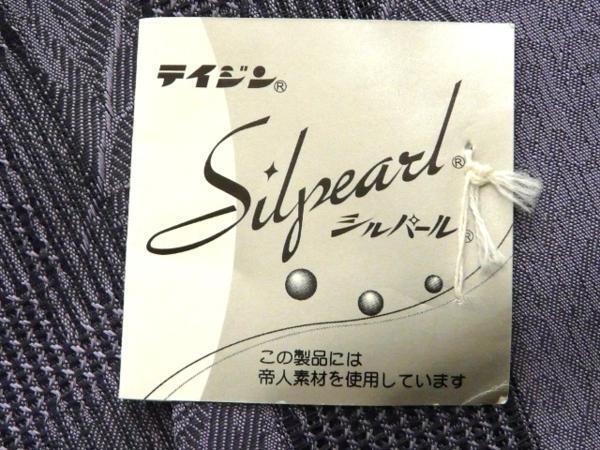 テイジン®
Silpearl®
シルパール®
この製品には
帝人素材を使用しています